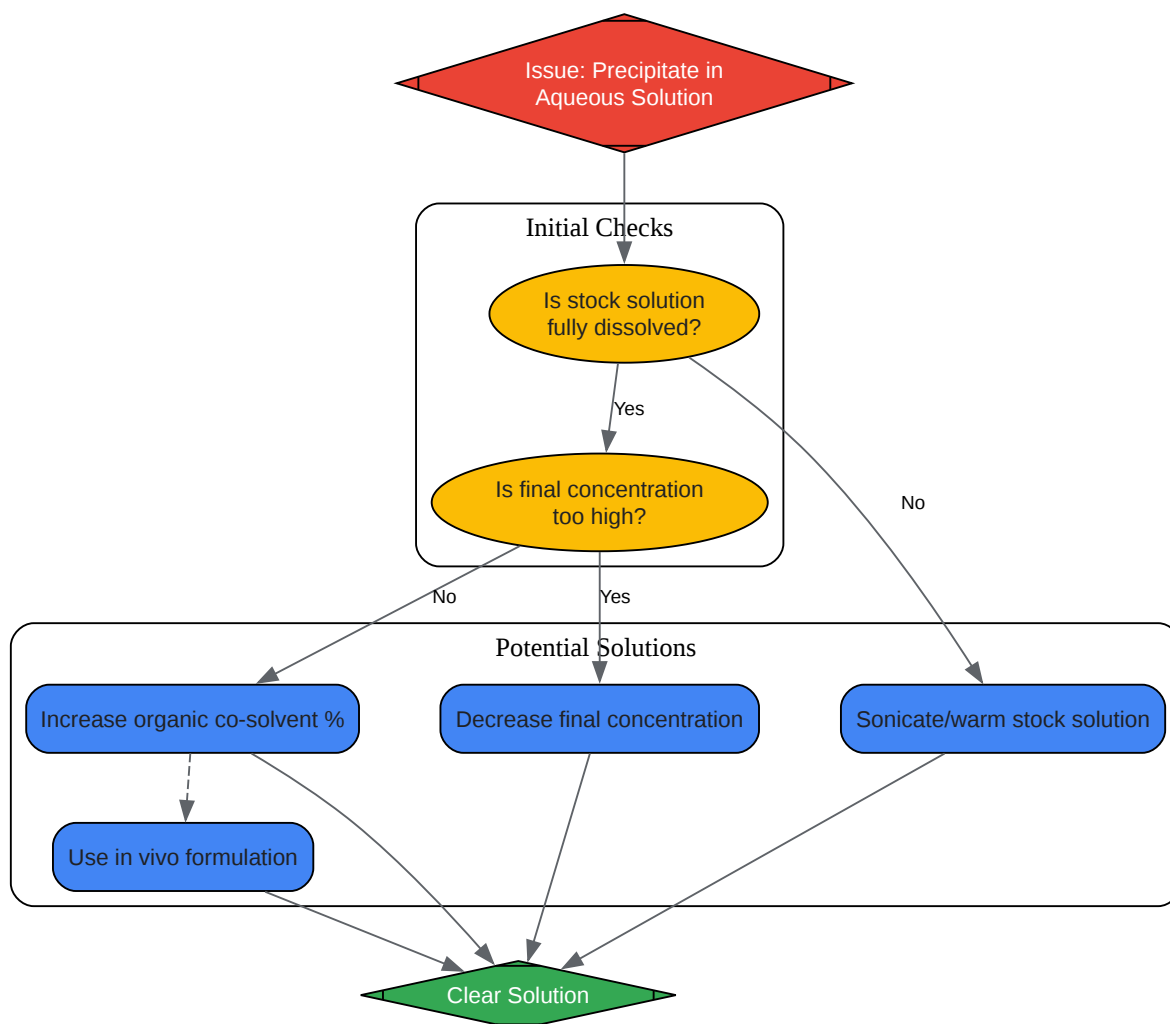 Issue: Precipitate in
Aqueous Solution
Initial Checks
Is stock solution
fully dissolved?
Yes
Is final concentration
too high?
No
No
Yes
Potential Solutions
Increase organic co-solvent %
Decrease final concentration
Sonicate/warm stock solution
Use in vivo formulation
Clear Solution